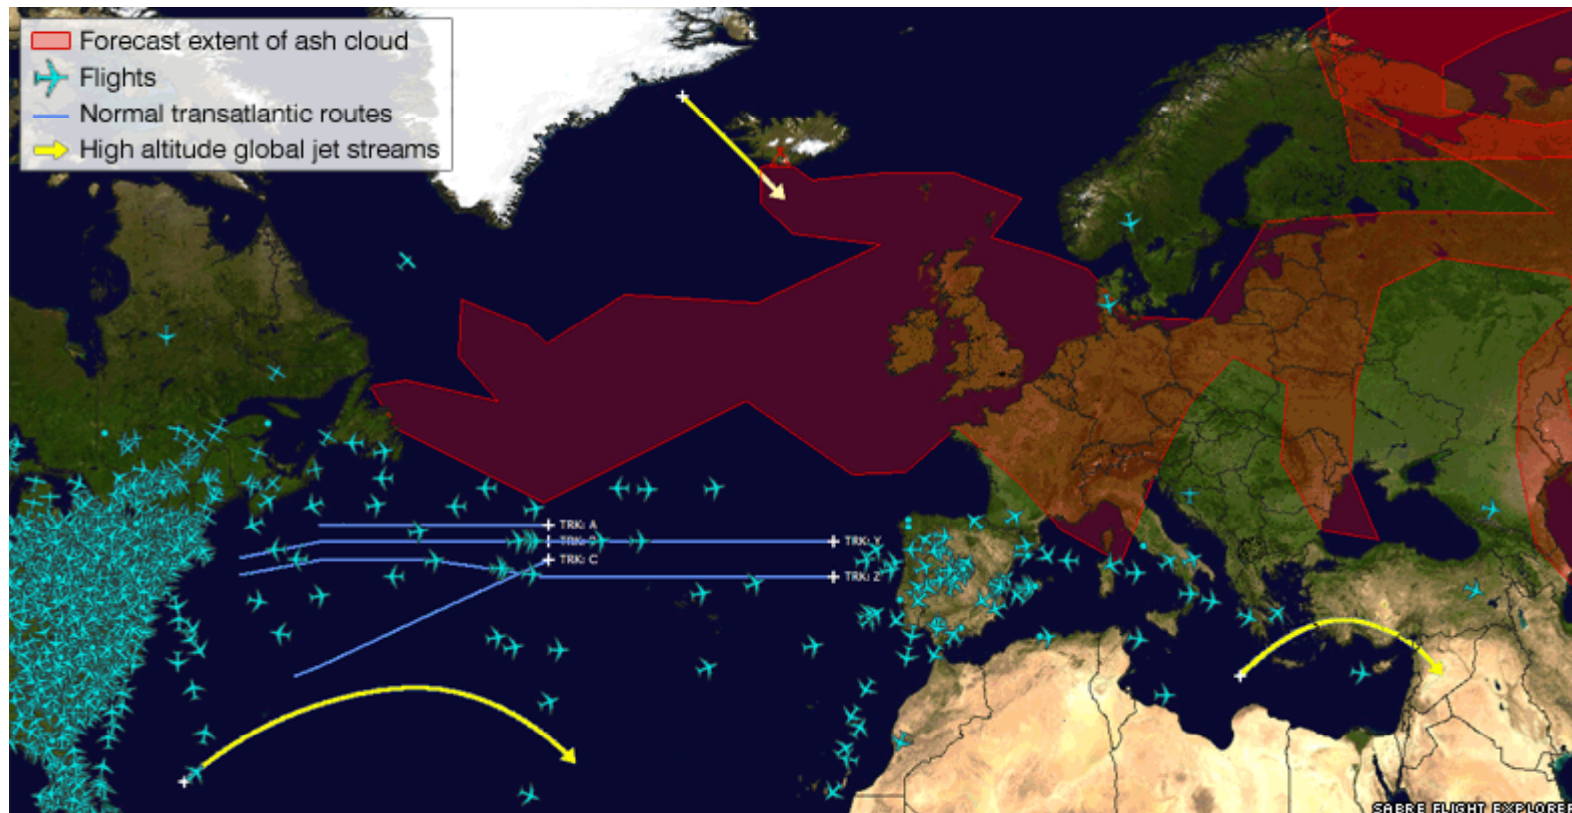 Forecast extent of ash cloud
Flights
Normal transatlantic routes
High altitude global jet streams
TRK: A
TRK: Y
TRK: C
TRK: Z
SABRE FLIGHT EXPLORER